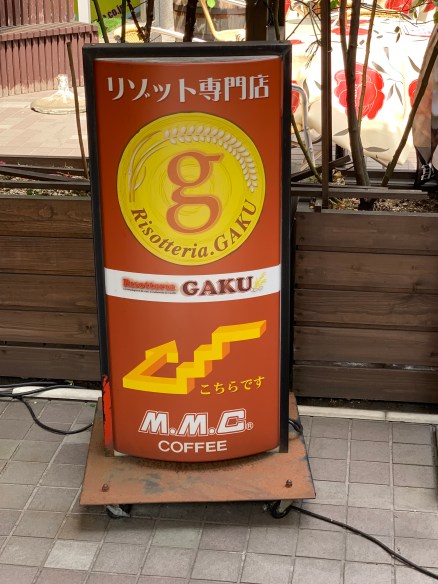 リゾット専門店
g
Risotteria.GAKU
Risotteria GAKU
こちらです
M.M.C®
COFFEE